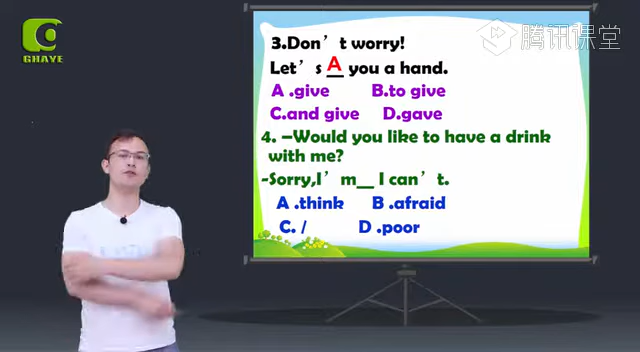 GHAYE
腾讯课堂
3.Don’t worry!
Let’s A you a hand.
A .give B.to give
C.and give D.gave
4. –Would you like to have a drink
with me?
-Sorry,I’m__ I can’t.
A .think B .afraid
C. / D .poor